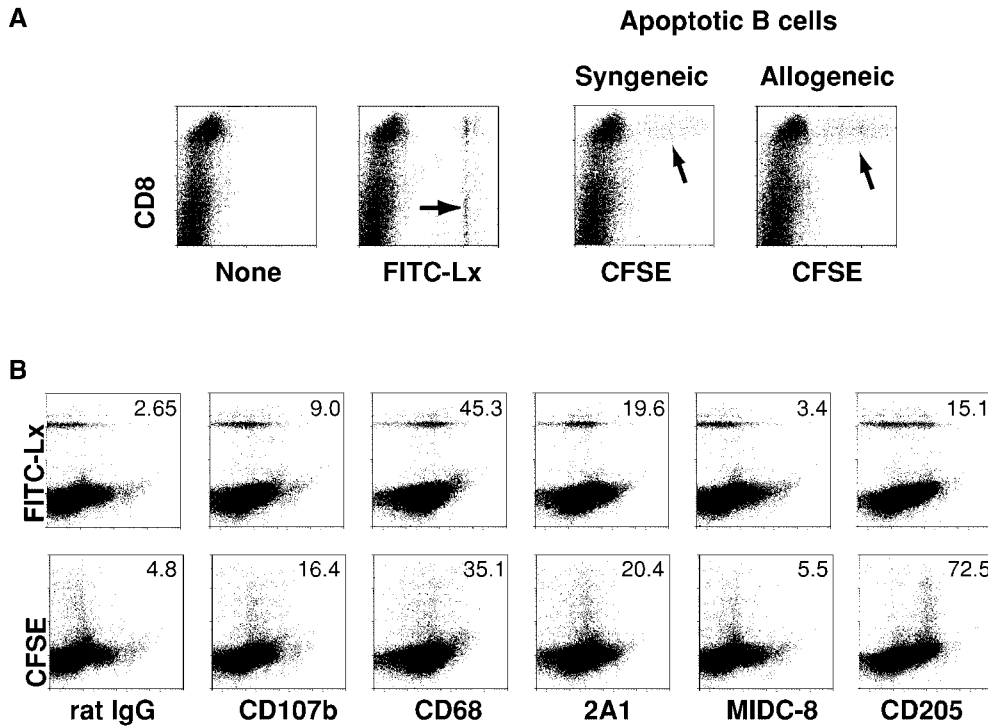 A
Apoptotic B cells
Syngeneic Allogeneic
CD8
None FITC-Lx CFSE CFSE
B
FITC-Lx
2.65 9.0 45.3 19.6 3.4 15.1
CFSE
4.8 16.4 35.1 20.4 5.5 72.5
rat IgG CD107b CD68 2A1 MIDC-8 CD205